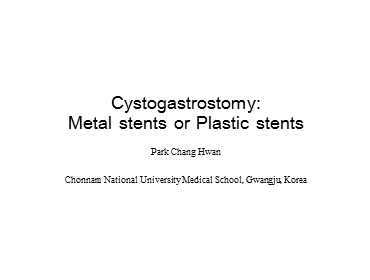 Cystogastrostomy:
Metal stents or Plastic stents
Park Chang Hwan
Chonnam National University Medical School, Gwangju, Korea